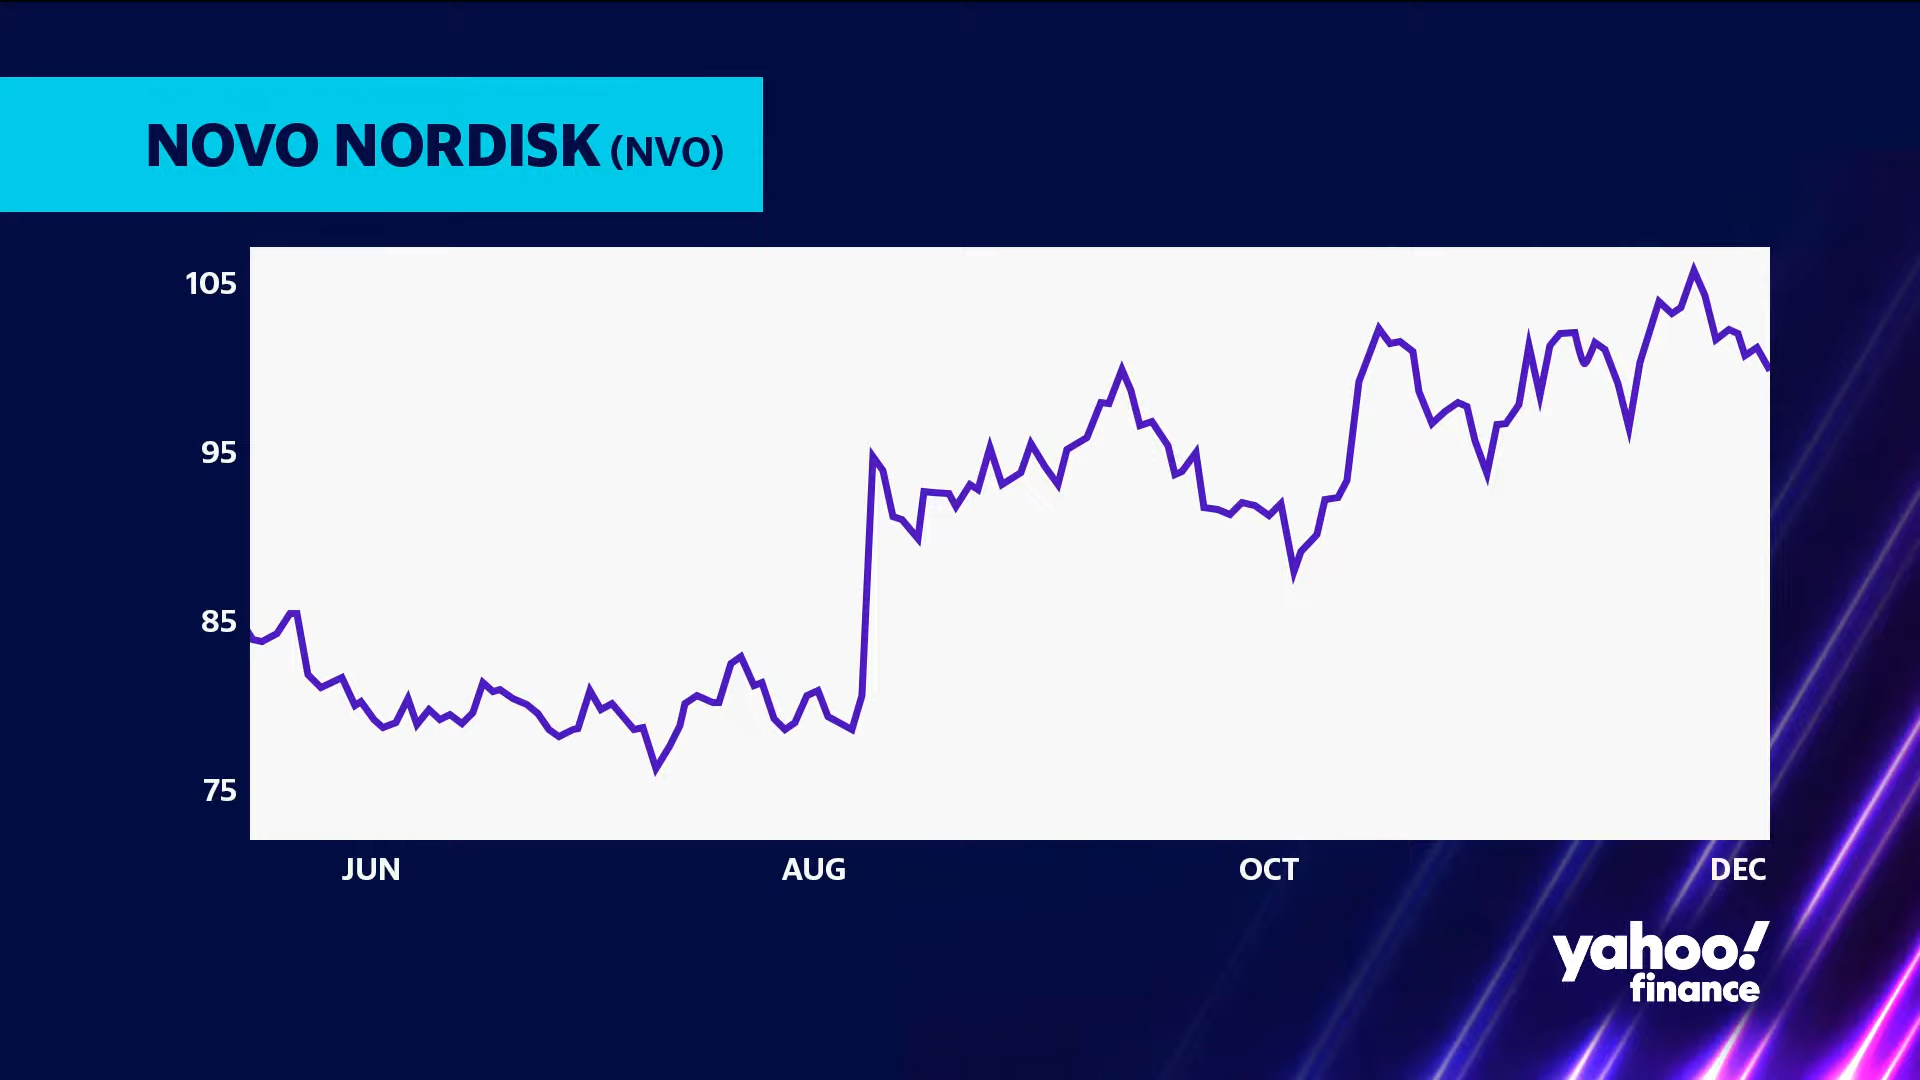 NOVO NORDISK (NVO)
105
95
85
75
JUN AUG OCT DEC
yahoo!
finance